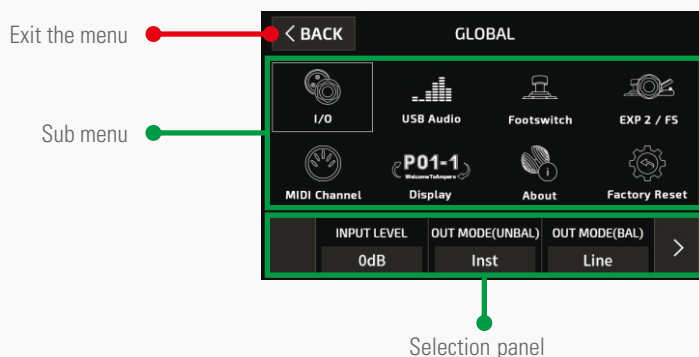 Exit the menu
BACK
GLOBAL
Sub menu
I/O
USB Audio
Footswitch
EXP 2 / FS
MIDI Channel
P01-1
Welcome To Ampero
Display
i
About
Factory Reset
INPUT LEVEL
OUT MODE(UNBAL)
OUT MODE(BAL)
0dB
Inst
Line
Selection panel